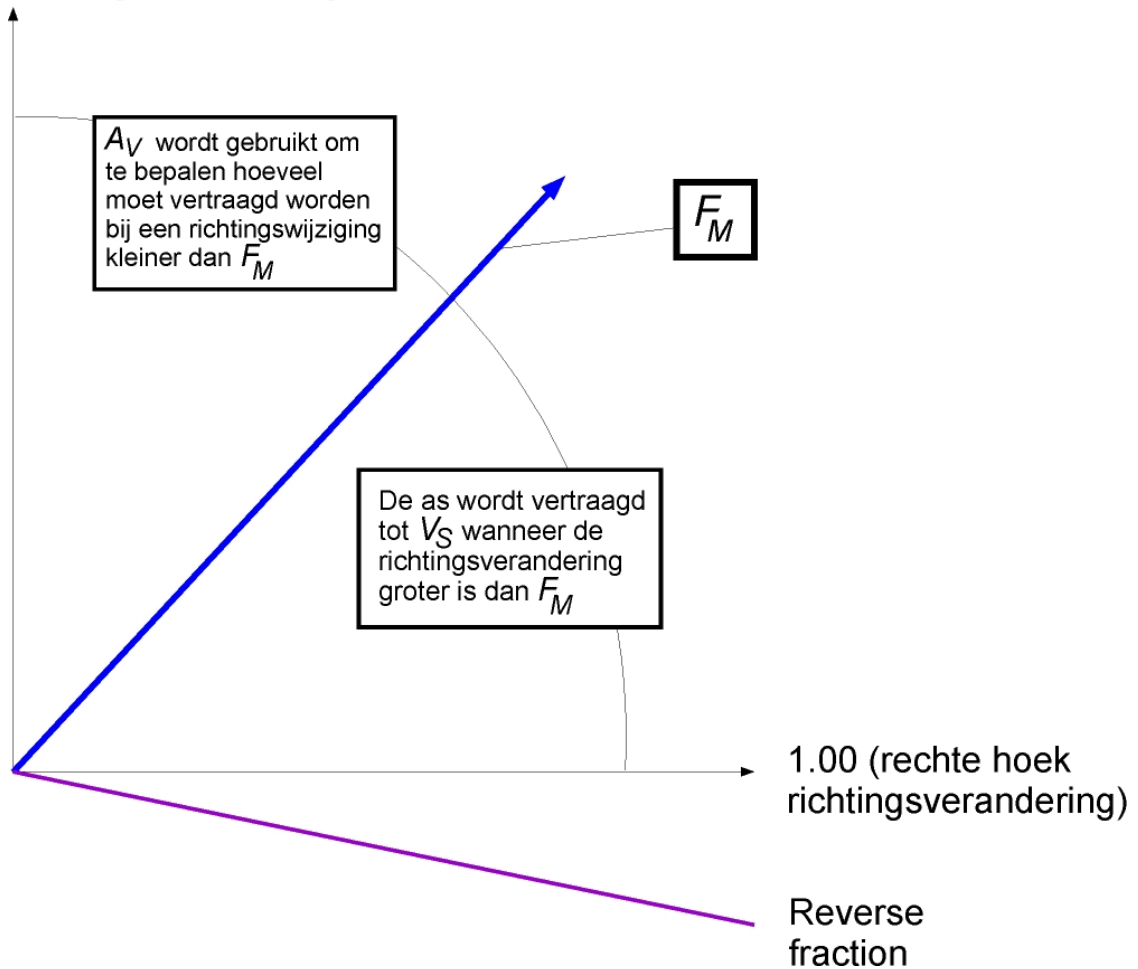 A_V wordt gebruikt om
te bepalen hoeveel
moet vertraagd worden
bij een richtingswijziging
kleiner dan F_M
F_M
De as wordt vertraagd
tot V_S wanneer de
richtingsverandering
groter is dan F_M
1.00 (rechte hoek
richtingsverandering)
Reverse
fraction